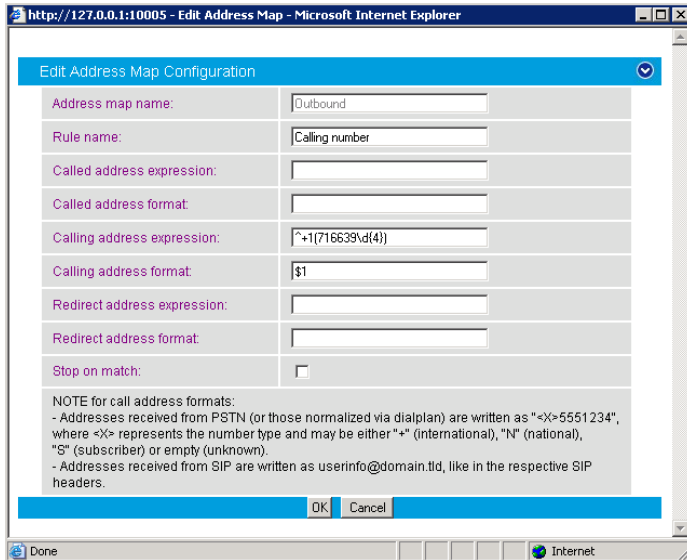 http://127.0.0.1:10005 - Edit Address Map - Microsoft Internet Explorer
Edit Address Map Configuration
Address map name: Outbound
Rule name: Calling number
Called address expression:
Called address format:
Calling address expression: ^+1(716639\d{4})
Calling address format: $1
Redirect address expression:
Redirect address format:
Stop on match:
NOTE for call address formats:
- Addresses received from PSTN (or those normalized via dialplan) are written as "<X>5551234",
where <X> represents the number type and may be either "+" (international), "N" (national),
"S" (subscriber) or empty (unknown).
- Addresses received from SIP are written as userinfo@domain.tld, like in the respective SIP
headers.
OK Cancel
Done Internet